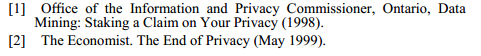 [1] Office of the Information and Privacy Commissioner, Ontario, Data
Mining: Staking a Claim on Your Privacy (1998).
[2] The Economist. The End of Privacy (May 1999).